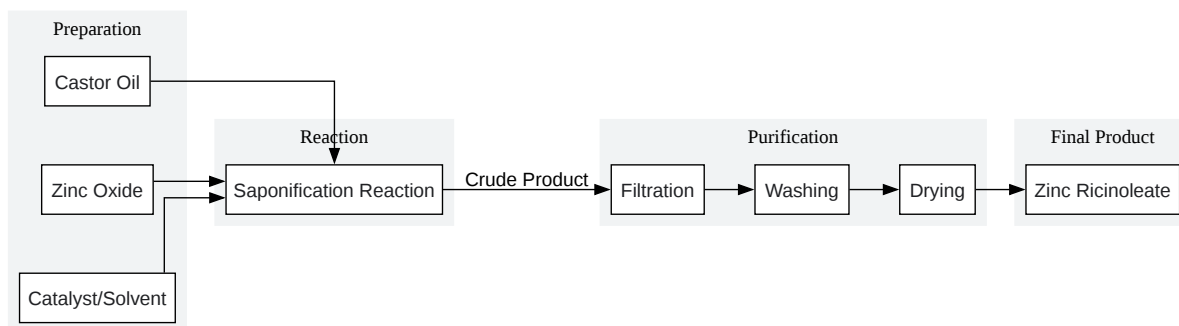 Preparation
Castor Oil
Zinc Oxide
Catalyst/Solvent
Reaction
Saponification Reaction
Crude Product
Purification
Filtration
Washing
Drying
Final Product
Zinc Ricinoleate